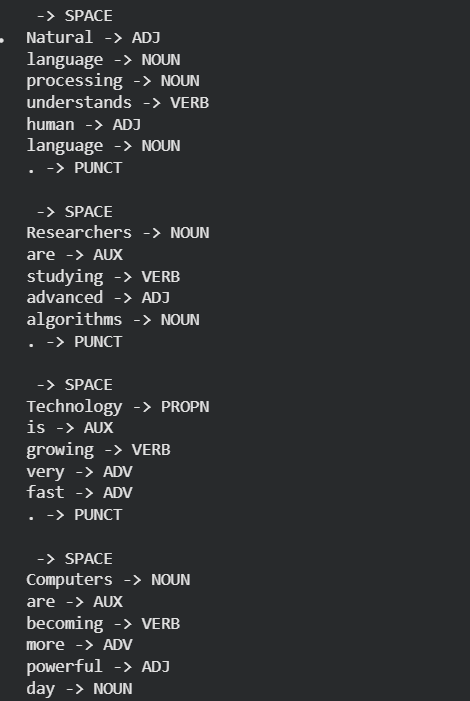 -> SPACE
Natural -> ADJ
language -> NOUN
processing -> NOUN
understands -> VERB
human -> ADJ
language -> NOUN
. -> PUNCT

-> SPACE
Researchers -> NOUN
are -> AUX
studying -> VERB
advanced -> ADJ
algorithms -> NOUN
. -> PUNCT

-> SPACE
Technology -> PROPN
is -> AUX
growing -> VERB
very -> ADV
fast -> ADV
. -> PUNCT

-> SPACE
Computers -> NOUN
are -> AUX
becoming -> VERB
more -> ADV
powerful -> ADJ
day -> NOUN